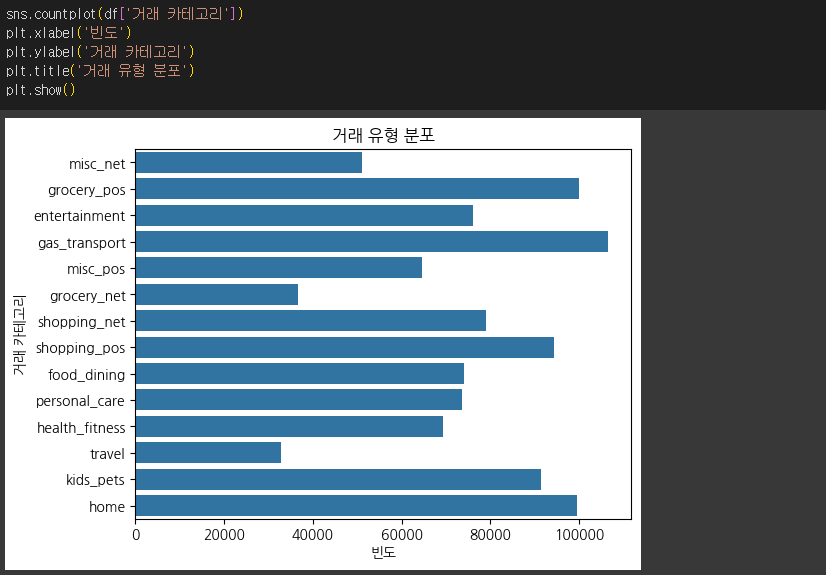 sns.countplot(df['거래 카테고리'])
plt.xlabel('빈도')
plt.ylabel('거래 카테고리')
plt.title('거래 유형 분포')
plt.show()
거래 유형 분포
misc_net
grocery_pos
entertainment
gas_transport
misc_pos
grocery_net
shopping_net
shopping_pos
food_dining
personal_care
health_fitness
travel
kids_pets
home
거래 카테고리
0 20000 40000 60000 80000 100000
빈도